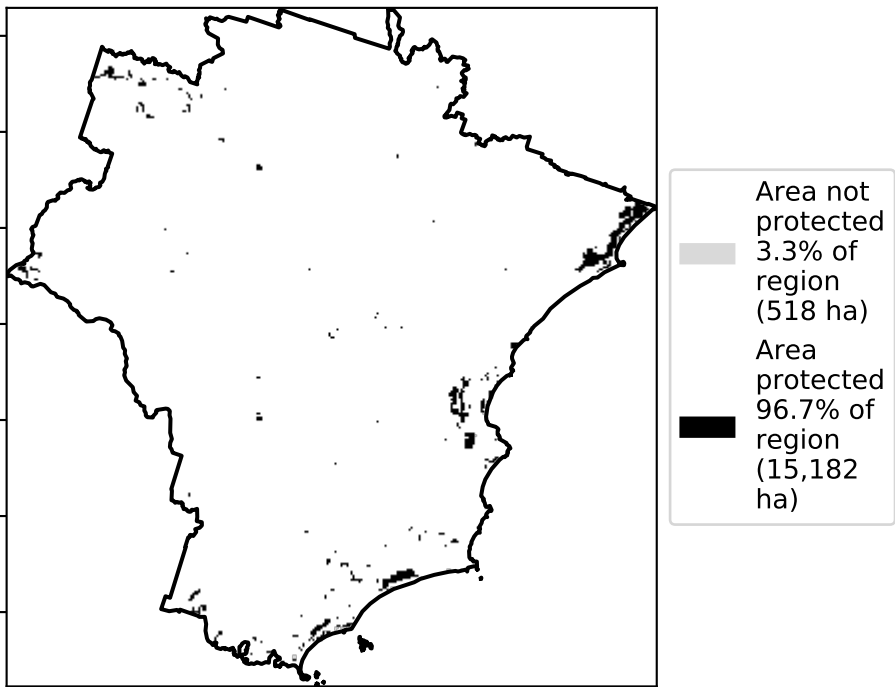 Area not
protected
3.3% of
region
(518 ha)
Area
protected
96.7% of
region
(15,182
ha)